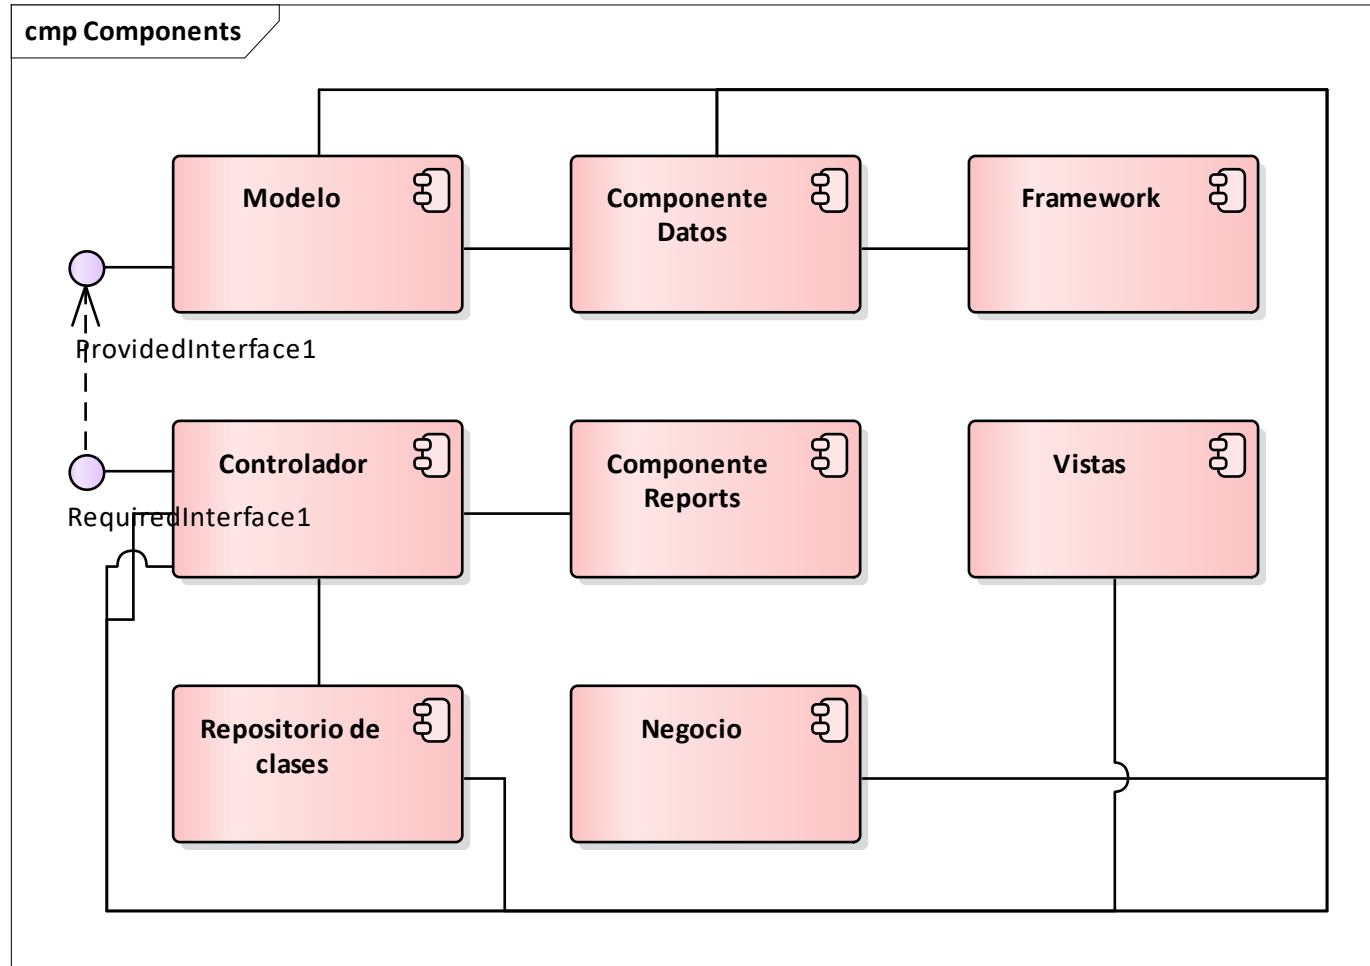 cmp Components
Modelo
Componente
Datos
Framework
ProvidedInterface1
Controlador
Componente
Reports
Vistas
RequiredInterface1
Repositorio de
clases
Negocio